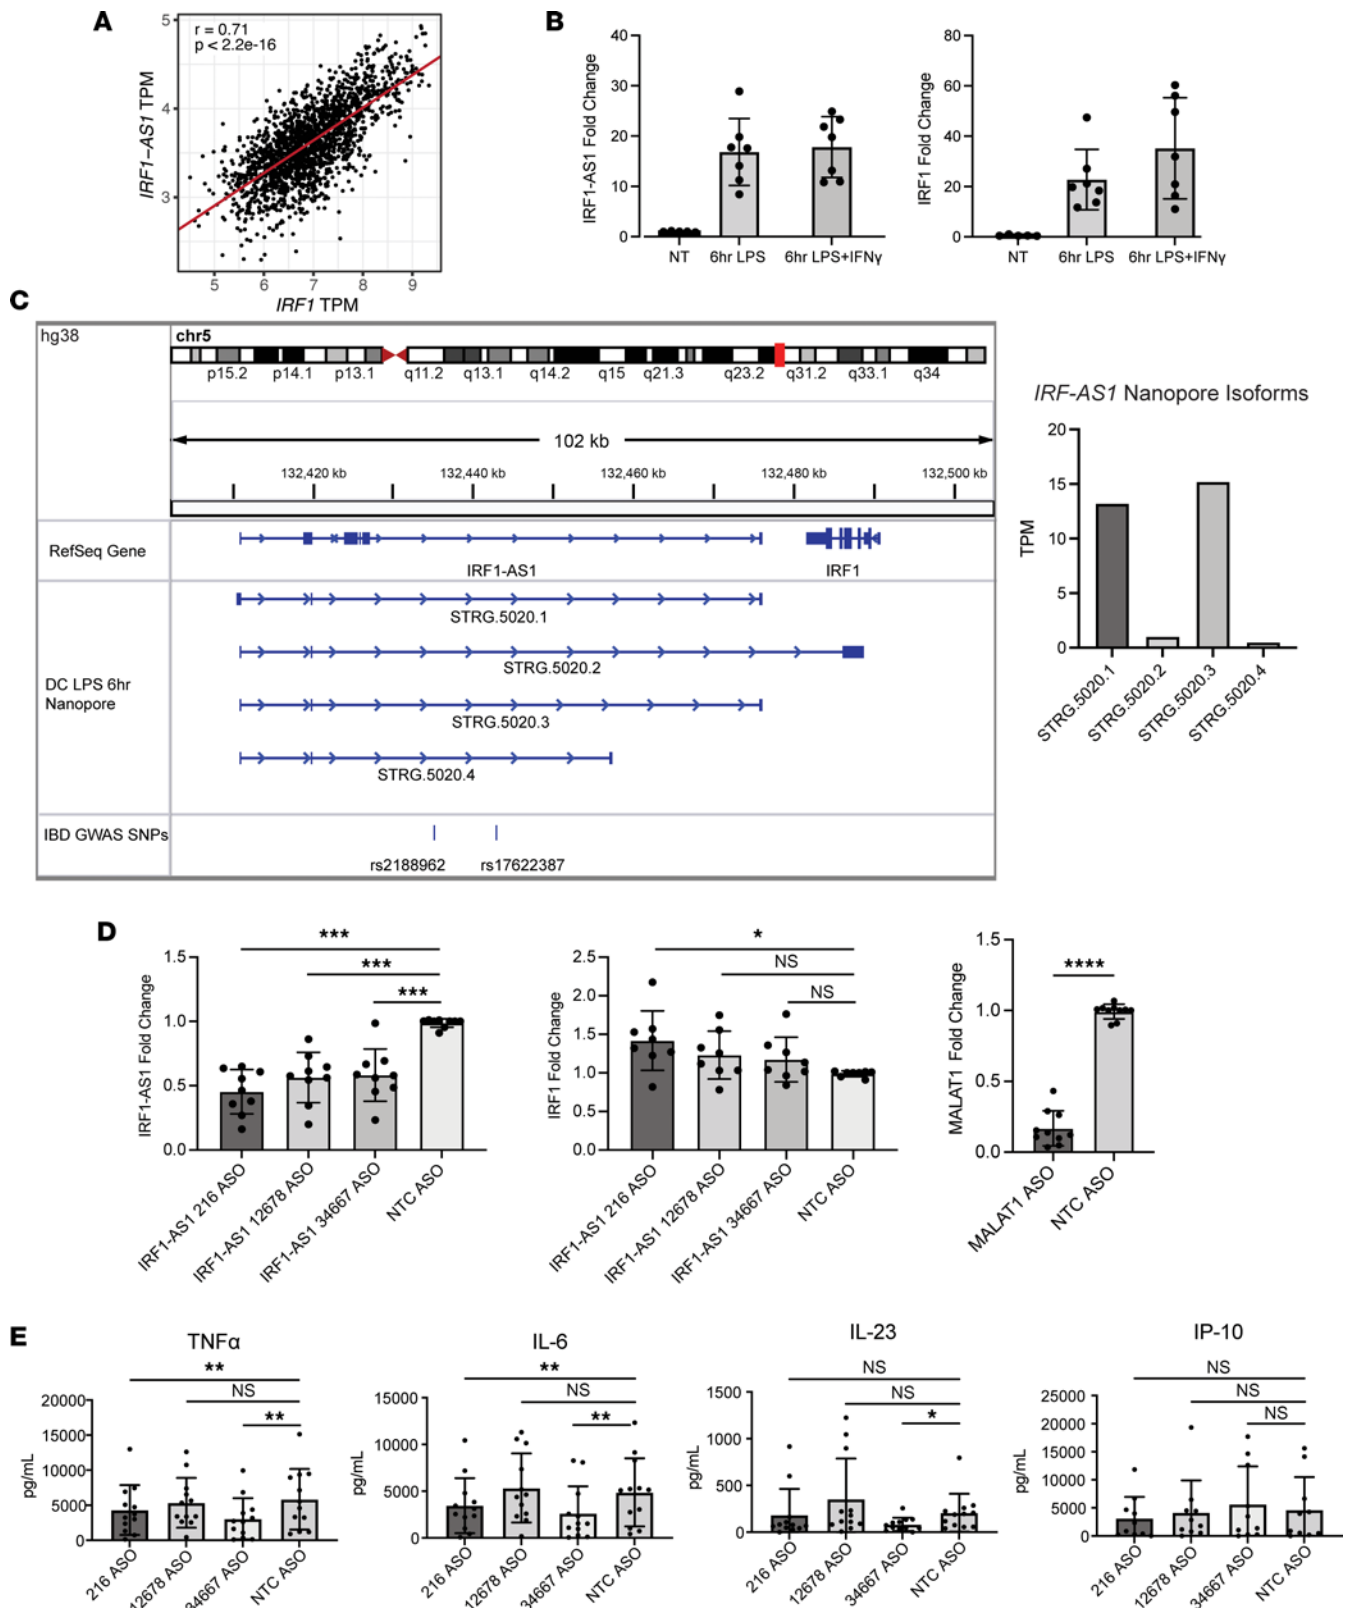 A
r = 0.71
p < 2.2e-16
5
4
3
IRF1−AS1 TPM
5 6 7 8 9
IRF1 TPM
B
40
30
20
10
0
IRF1-AS1 Fold Change
NT 6hr LPS 6hr LPS+IFNγ
80
60
40
20
0
IRF1 Fold Change
NT 6hr LPS 6hr LPS+IFNγ
C
hg38
chr5
p15.2 p14.1 p13.1 q11.2 q13.1 q14.2 q15 q21.3 q23.2 q31.2 q33.1 q34
102 kb
132,420 kb 132,440 kb 132,460 kb 132,480 kb 132,500 kb
RefSeq Gene
IRF1-AS1 IRF1
DC LPS 6hr
Nanopore
STRG.5020.1
STRG.5020.2
STRG.5020.3
STRG.5020.4
IBD GWAS SNPs
rs2188962 rs17622387
IRF-AS1 Nanopore Isoforms
20
15
10
5
0
TPM
STRG.5020.1
STRG.5020.2
STRG.5020.3
STRG.5020.4
D
***
***
***
1.5
1.0
0.5
0.0
IRF1-AS1 Fold Change
IRF1-AS1 216 ASO
IRF1-AS1 12678 ASO
IRF1-AS1 34667 ASO
NTC ASO
*
NS
NS
2.5
2.0
1.5
1.0
0.5
0.0
IRF1 Fold Change
IRF1-AS1 216 ASO
IRF1-AS1 12678 ASO
IRF1-AS1 34667 ASO
NTC ASO
****
1.5
1.0
0.5
0.0
MALAT1 Fold Change
MALAT1 ASO
NTC ASO
E
TNFα
**
NS
**
20000
15000
10000
5000
0
pg/mL
216 ASO
12678 ASO
34667 ASO
NTC ASO
IL-6
**
NS
**
15000
10000
5000
0
pg/mL
216 ASO
12678 ASO
34667 ASO
NTC ASO
IL-23
NS
NS
*
1500
1000
500
0
pg/mL
216 ASO
12678 ASO
34667 ASO
NTC ASO
IP-10
NS
NS
NS
25000
20000
15000
10000
5000
0
pg/mL
216 ASO
12678 ASO
34667 ASO
NTC ASO